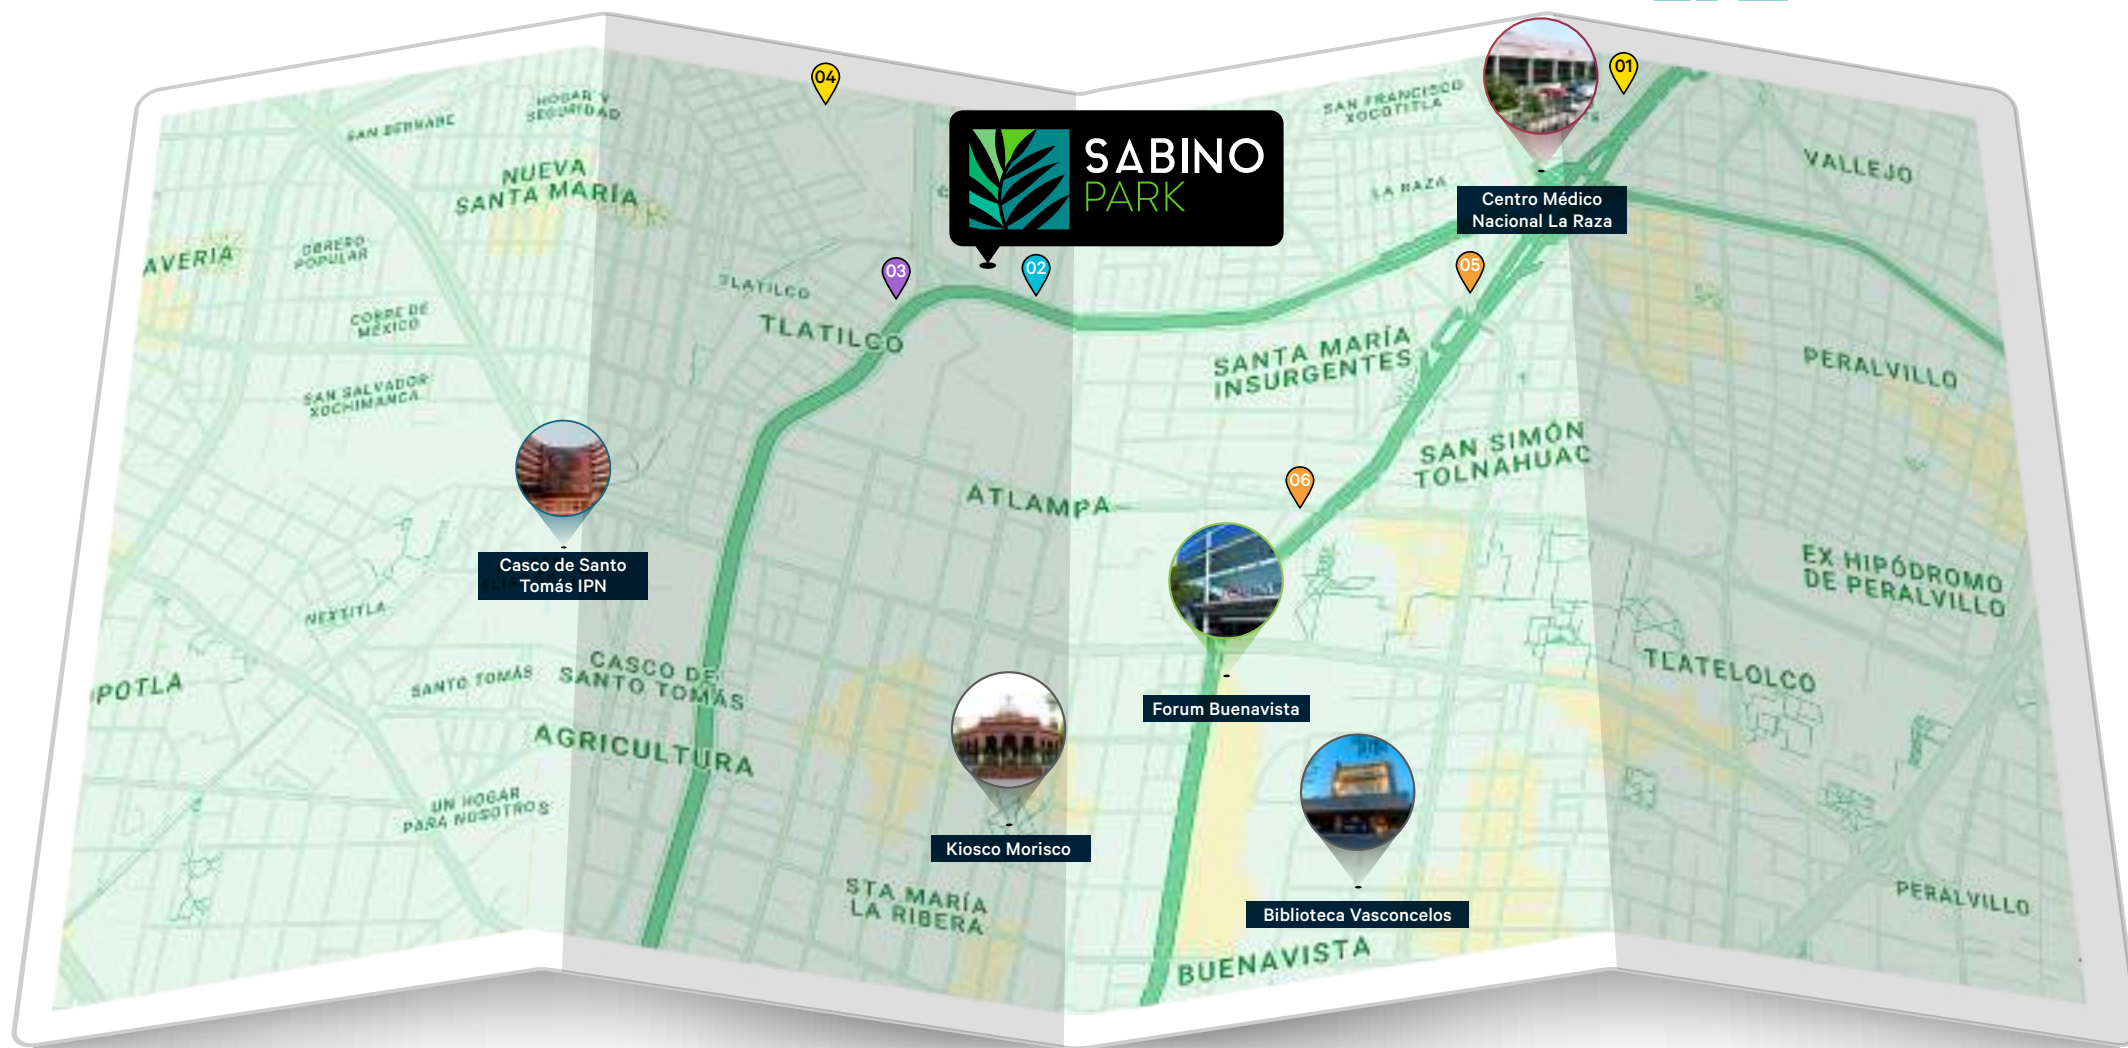 04
01
HOGAR Y
SEGURIDAD
SAN BERNABE
SAN FRANCISCO
XOCOTITLA
NUEVA
SANTA MARÍA
SABINO
PARK
VALLEJO
LA RAZA
Centro Médico
Nacional La Raza
AVERIA
OBRERO
POPULAR
03
02
05
TLATILCO
TLATILCO
COBRE DE
MÉXICO
SANTA MARÍA
INSURGENTES
PERALVILLO
SAN SALVADOR
XOCHIMANCA
SAN SIMÓN
TOLNAHUAC
06
ATLAMPA
Casco de Santo
Tomás IPN
EX HIPÓDROMO
DE PERALVILLO
NEXTITLA
CASCO DE
SANTO TOMÁS
SANTO TOMÁS
TLATELOLCO
OPOTLA
Forum Buenavista
AGRICULTURA
UN HOGAR
PARA NOSOTROS
Kiosco Morisco
STA MARÍA
LA RIBERA
PERALVILLO
Biblioteca Vasconcelos
BUENAVISTA